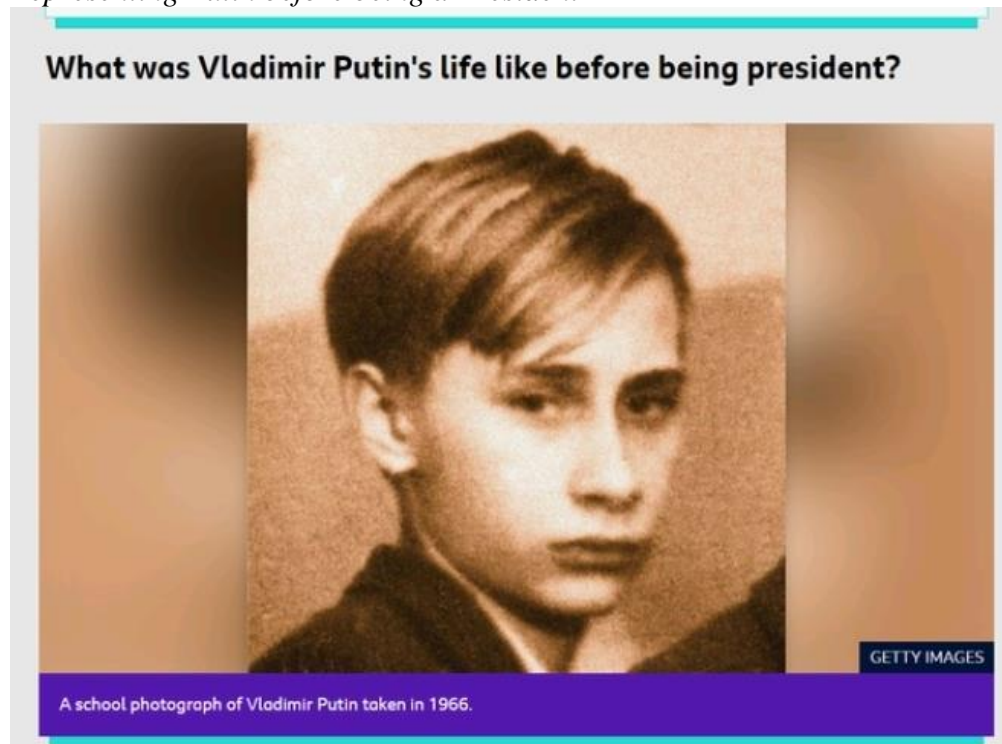 What was Vladimir Putin's life like before being president?
GETTY IMAGES
A school photograph of Vladimir Putin taken in 1966.